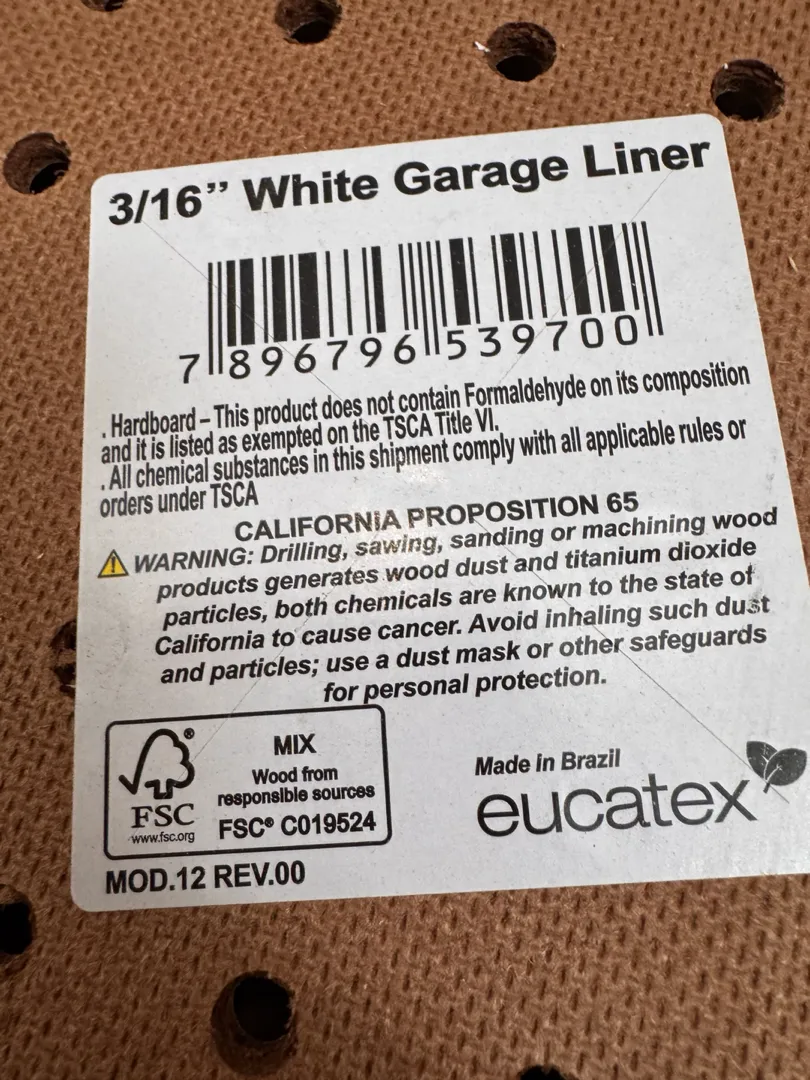 3/16” White Garage Liner
7 896796 539700
. Hardboard – This product does not contain Formaldehyde on its composition
and it is listed as exempted on the TSCA Title VI.
. All chemical substances in this shipment comply with all applicable rules or
orders under TSCA
CALIFORNIA PROPOSITION 65
WARNING: Drilling, sawing, sanding or machining wood
products generates wood dust and titanium dioxide
particles, both chemicals are known to the state of
California to cause cancer. Avoid inhaling such dust
and particles; use a dust mask or other safeguards
for personal protection.
®
FSC
www.fsc.org
MIX
Wood from
responsible sources
FSC® C019524
Made in Brazil
eucatex
MOD.12 REV.00